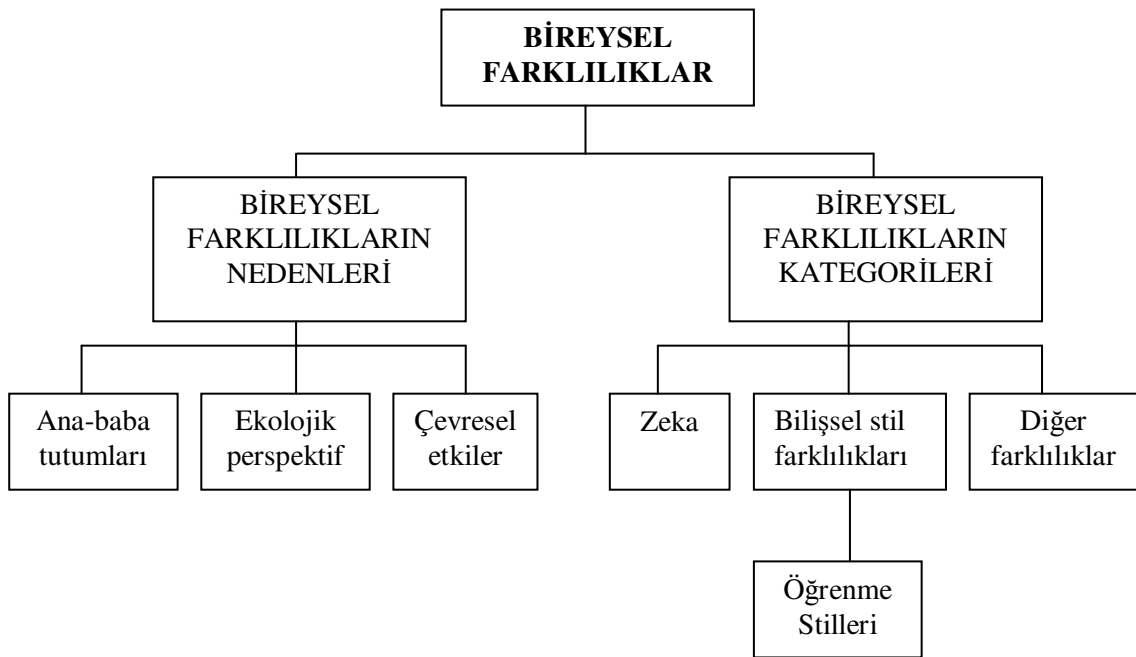 BİREYSEL
FARKLILIKLAR
BİREYSEL
FARKLILIKLARIN
NEDENLERİ
BİREYSEL
FARKLILIKLARIN
KATEGORİLERİ
Ana-baba
tutumları
Ekolojik
perspektif
Çevresel
etkiler
Zeka
Bilişsel stil
farklılıkları
Diğer
farklılıklar
Öğrenme
Stilleri